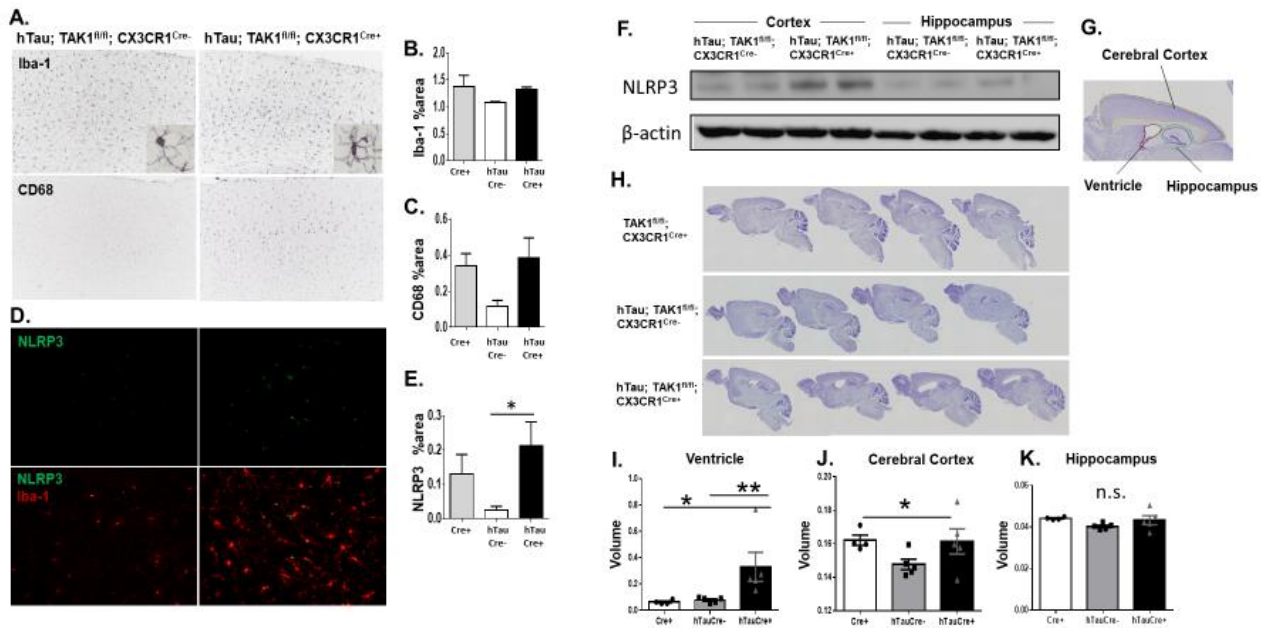 A.
hTau; TAK1fl/fl; CX3CR1Cre-
hTau; TAK1fl/fl; CX3CR1Cre+
Iba-1
CD68
B.
Iba-1 %area
2.0
1.5
1.0
0.5
0.0
Cre+
hTau Cre-
hTau Cre+
C.
CD68 %area
0.6
0.4
0.2
0.0
Cre+
hTau Cre-
hTau Cre+
D.
NLRP3
NLRP3
Iba-1
E.
NLRP3 %area
0.3
0.2
0.1
0.0
*
Cre+
hTau Cre-
hTau Cre+
F.
Cortex
Hippocampus
hTau; TAK1fl/fl; CX3CR1Cre-
hTau; TAK1fl/fl; CX3CR1Cre+
hTau; TAK1fl/fl; CX3CR1Cre-
hTau; TAK1fl/fl; CX3CR1Cre+
NLRP3
β-actin
G.
Cerebral Cortex
Ventricle
Hippocampus
H.
TAK1fl/fl;
CX3CR1Cre+
hTau; TAK1fl/fl;
CX3CR1Cre-
hTau; TAK1fl/fl;
CX3CR1Cre+
I.
Ventricle
Volume
1.0
0.8
0.6
0.4
0.2
0.0
*
**
Cre+
hTauCre-
hTauCre+
J.
Cerebral Cortex
Volume
0.20
0.18
0.16
0.14
0.12
*
Cre+
hTauCre-
hTauCre+
K.
Hippocampus
Volume
0.06
0.04
0.02
0.00
n.s.
Cre+
hTauCre-
hTauCre+